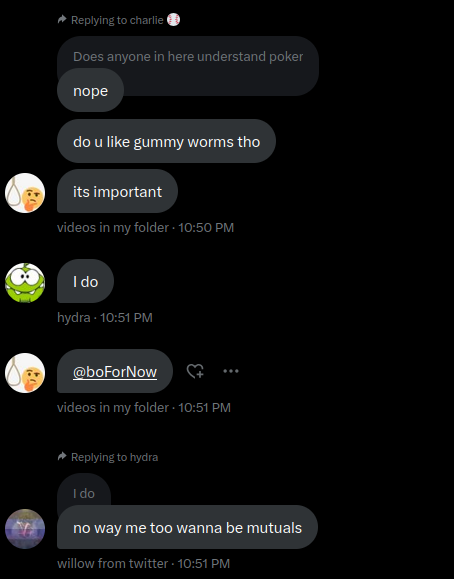 Replying to charlie ⚾
Does anyone in here understand poker
nope
do u like gummy worms tho
its important
videos in my folder · 10:50 PM
I do
hydra · 10:51 PM
@boForNow
videos in my folder · 10:51 PM
Replying to hydra
I do
no way me too wanna be mutuals
willow from twitter · 10:51 PM